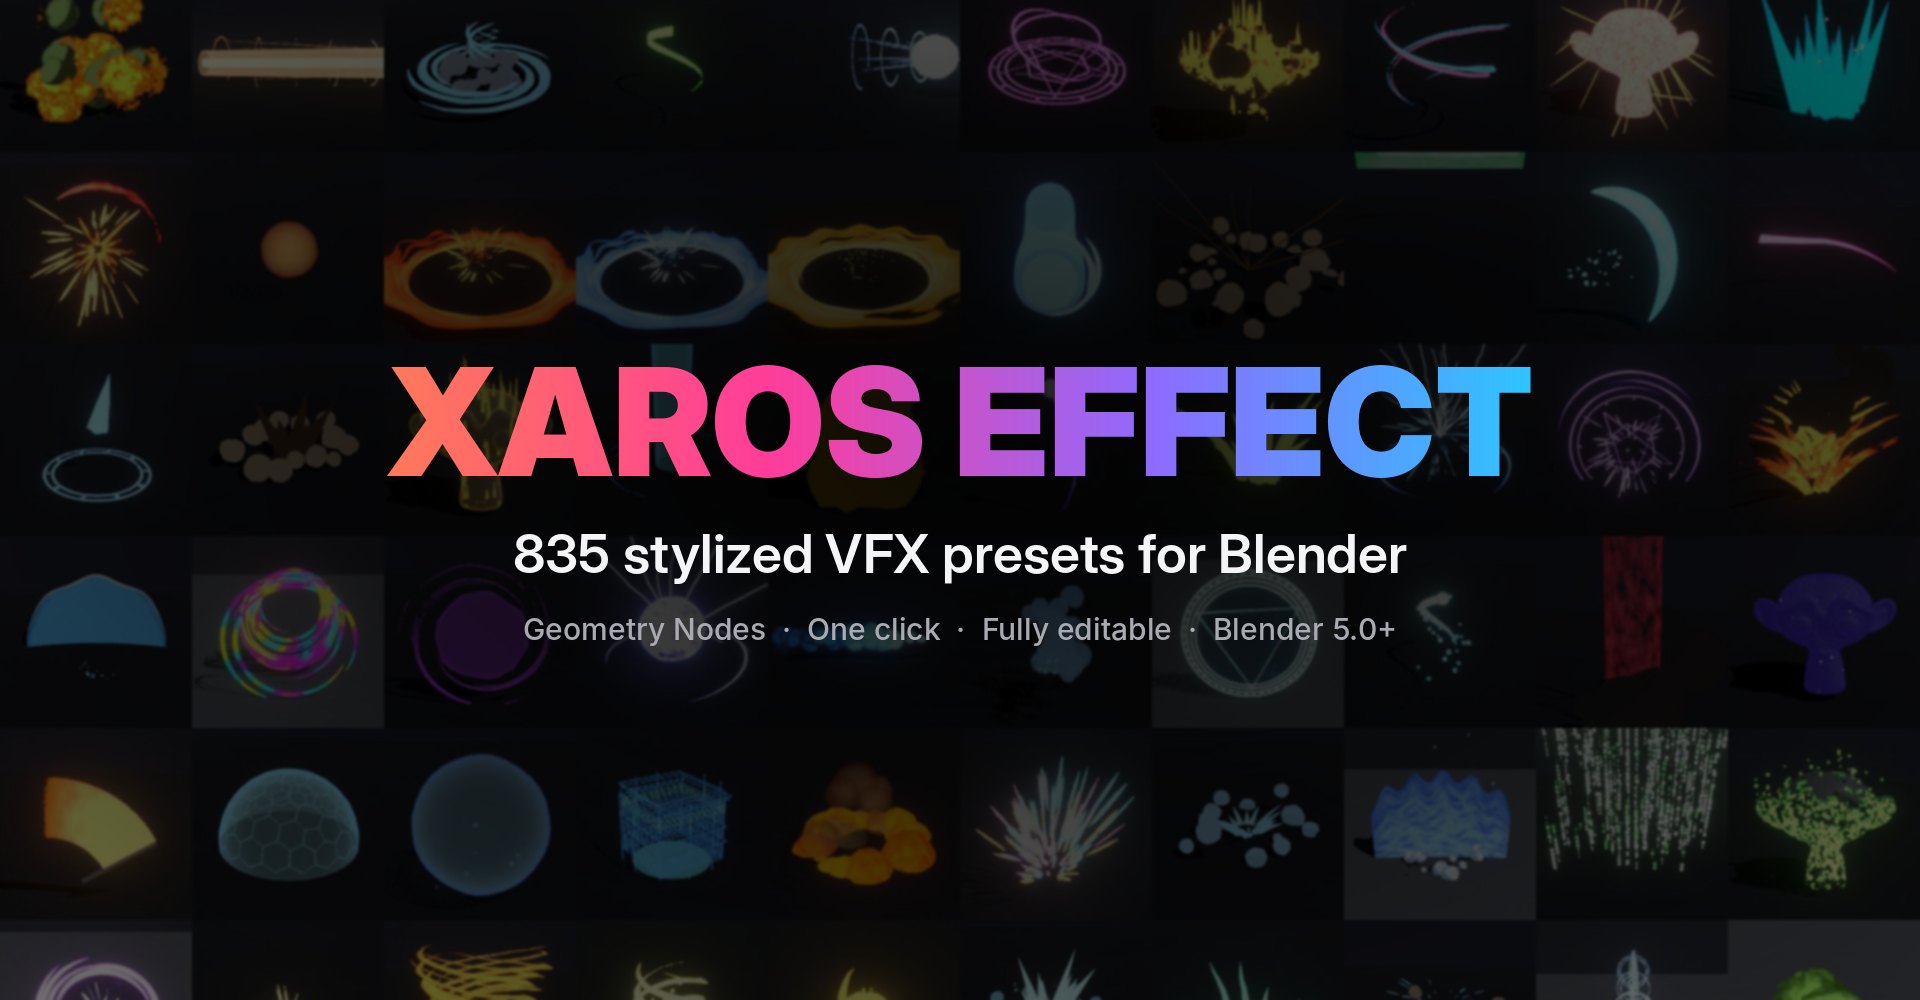 XAROS EFFECT
835 stylized VFX presets for Blender
Geometry Nodes · One click · Fully editable · Blender 5.0+